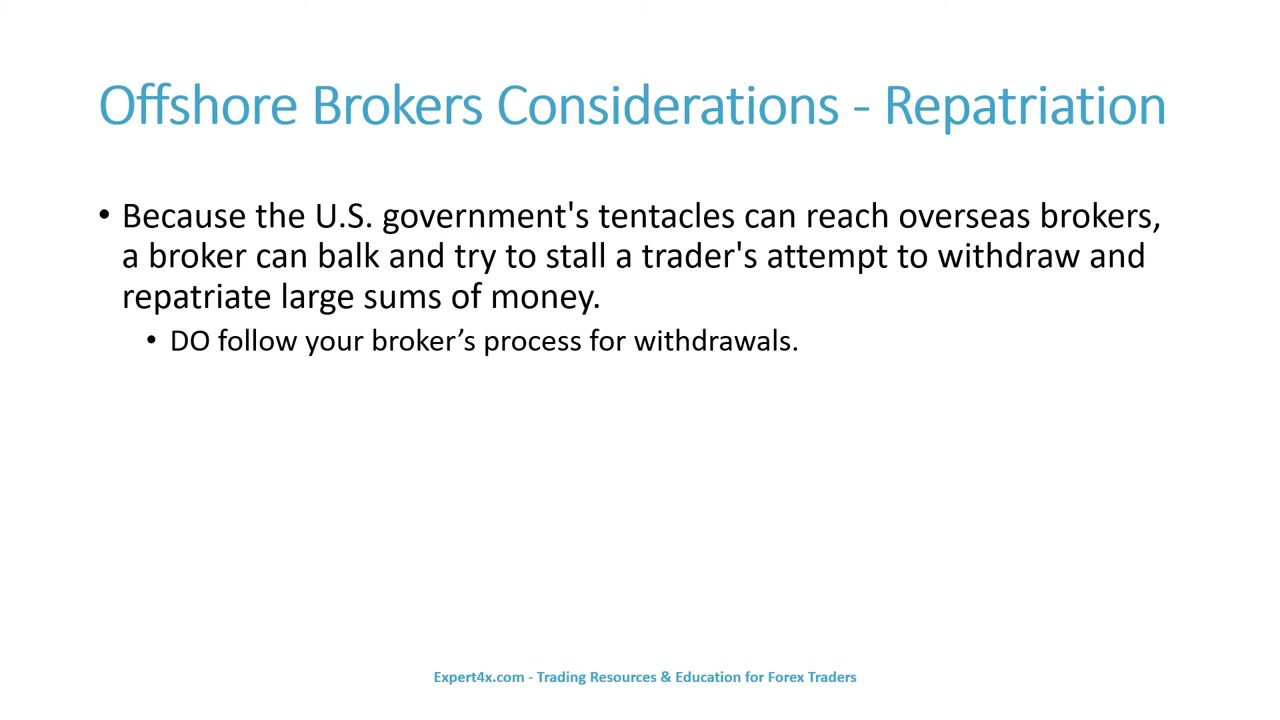 Offshore Brokers Considerations - Repatriation
• Because the U.S. government's tentacles can reach overseas brokers,
a broker can balk and try to stall a trader's attempt to withdraw and
repatriate large sums of money.
• DO follow your broker’s process for withdrawals.
Expert4x.com - Trading Resources & Education for Forex Traders